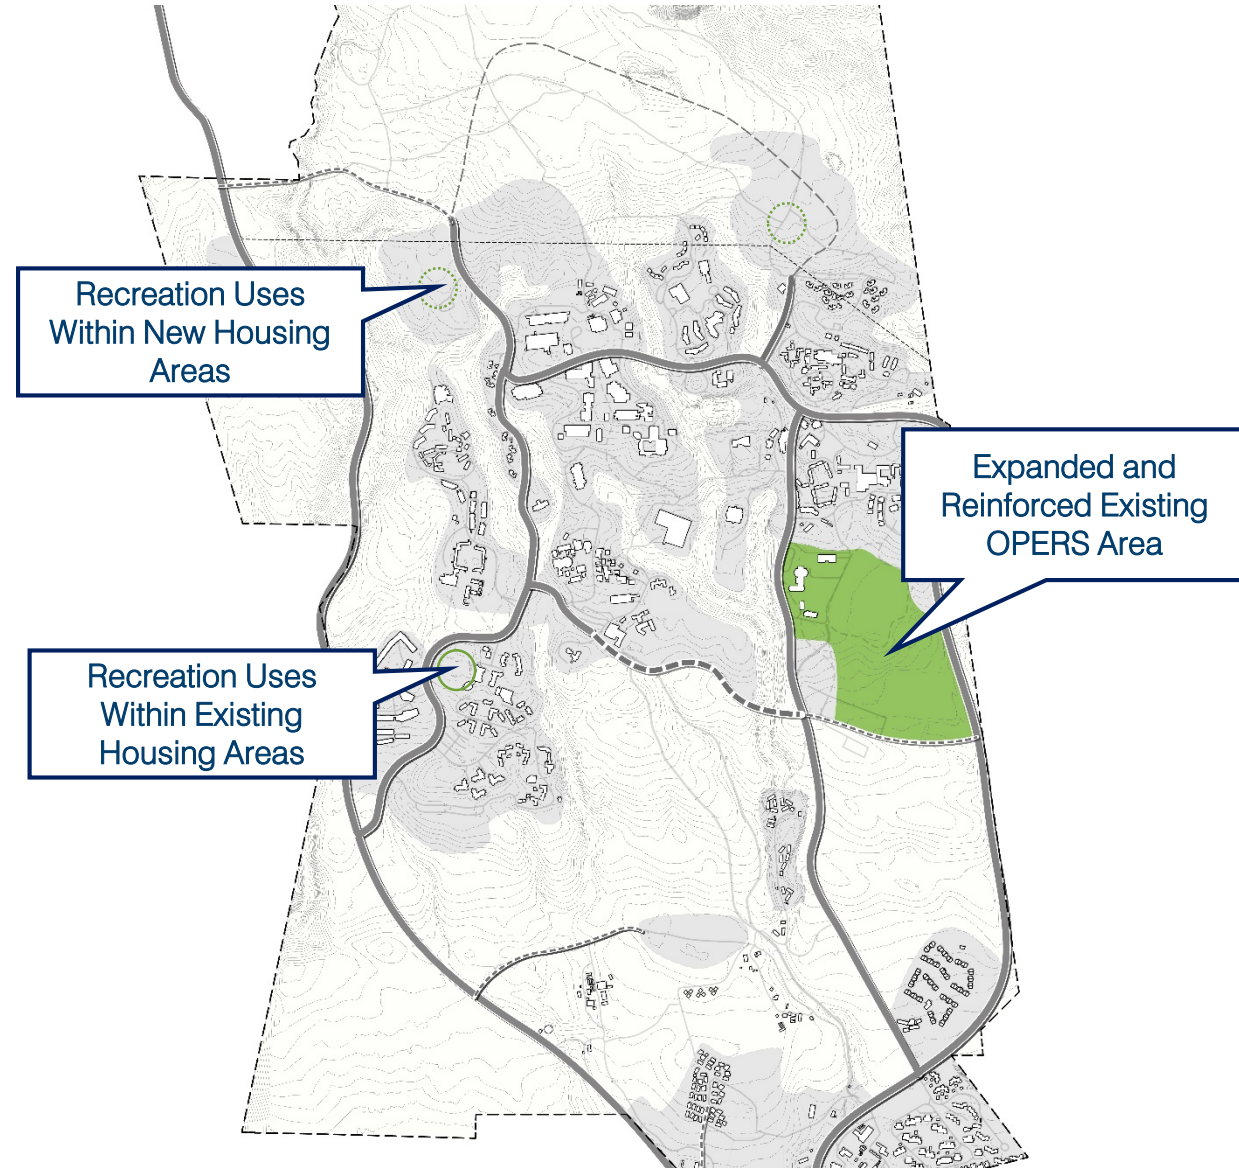 Recreation Uses
Within New Housing
Areas
Expanded and
Reinforced Existing
OPERS Area
Recreation Uses
Within Existing
Housing Areas